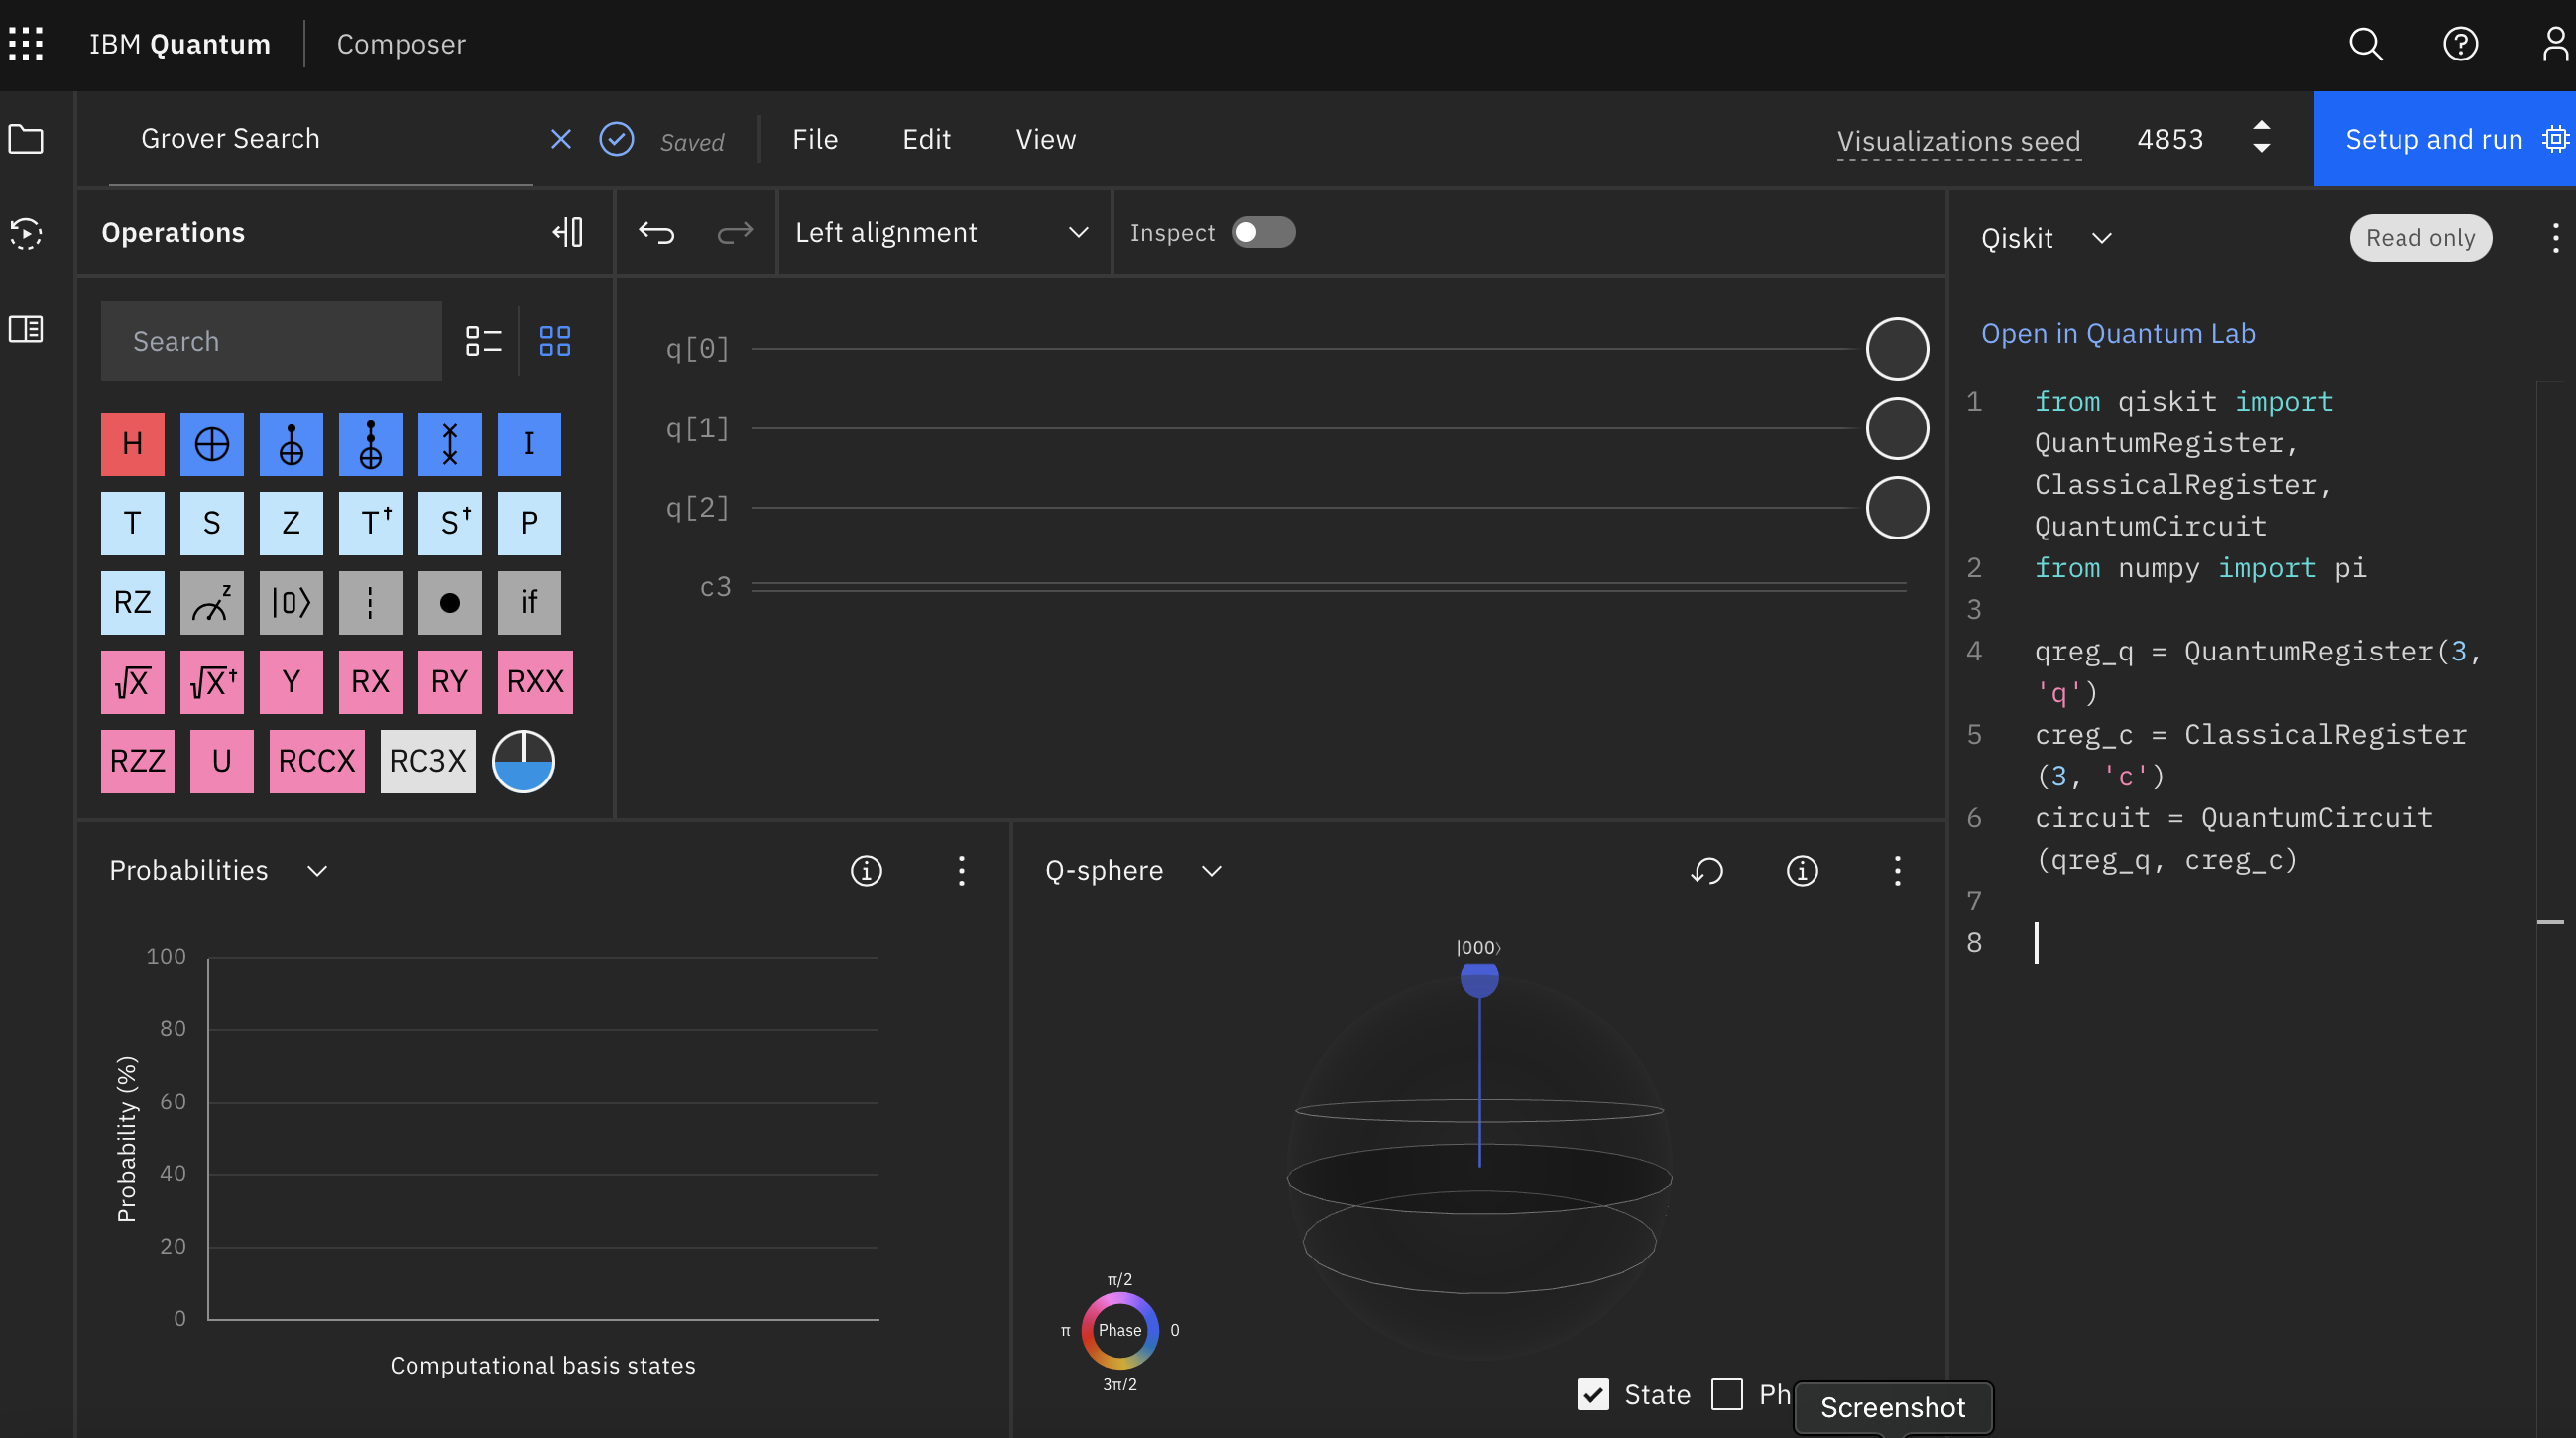 IBM Quantum Composer
Grover Search Saved File Edit View Visualizations seed 4853 Setup and run
Operations
Left alignment
Inspect
Qiskit
Read only
Search
H I
T S Z T† S† P
RZ z |0⟩ if
√X √X† Y RX RY RXX
RZZ U RCCX RC3X
q[0]
q[1]
q[2]
c3
Open in Quantum Lab
1 from qiskit import
QuantumRegister,
ClassicalRegister,
QuantumCircuit
2 from numpy import pi
3
4 qreg_q = QuantumRegister(3,
'q')
5 creg_c = ClassicalRegister
(3, 'c')
6 circuit = QuantumCircuit
(qreg_q, creg_c)
7
8
Probabilities
100
80
60
40
20
0
Probability (%)
Computational basis states
Q-sphere
|000⟩
π/2
π Phase 0
3π/2
State Ph
Screenshot